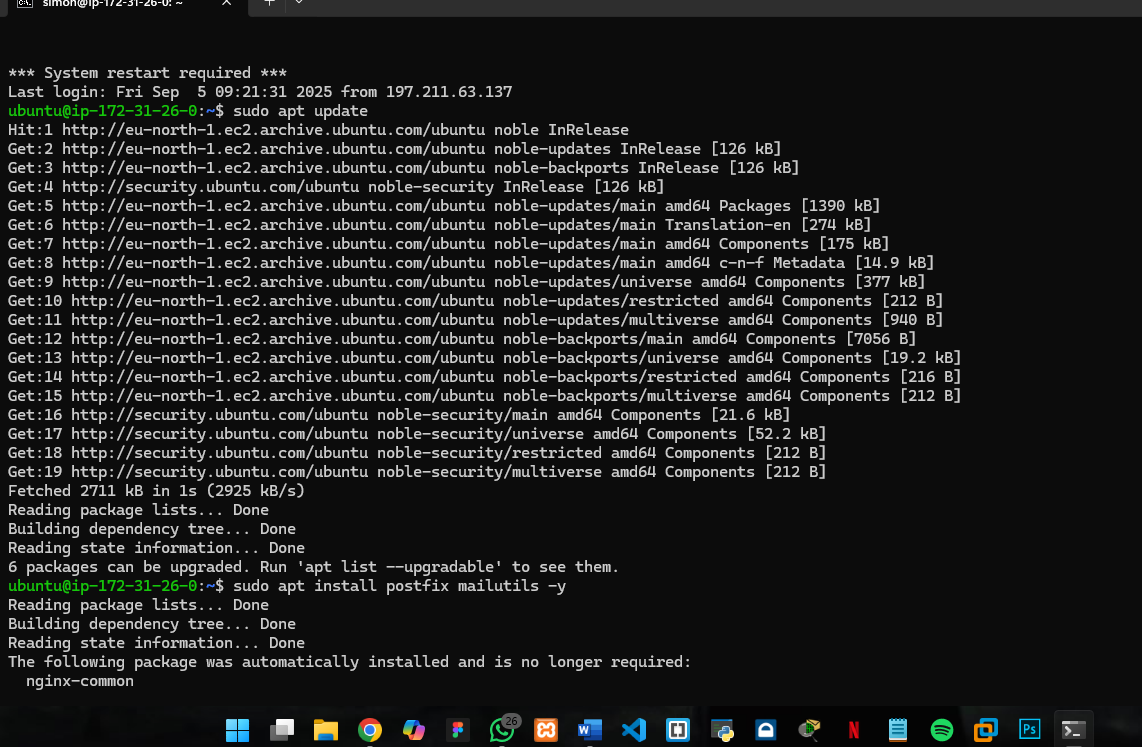 simon@ip-172-31-26-0: ~
*** System restart required ***
Last login: Fri Sep  5 09:21:31 2025 from 197.211.63.137
ubuntu@ip-172-31-26-0:~$ sudo apt update
Hit:1 http://eu-north-1.ec2.archive.ubuntu.com/ubuntu noble InRelease
Get:2 http://eu-north-1.ec2.archive.ubuntu.com/ubuntu noble-updates InRelease [126 kB]
Get:3 http://eu-north-1.ec2.archive.ubuntu.com/ubuntu noble-backports InRelease [126 kB]
Get:4 http://security.ubuntu.com/ubuntu noble-security InRelease [126 kB]
Get:5 http://eu-north-1.ec2.archive.ubuntu.com/ubuntu noble-updates/main amd64 Packages [1390 kB]
Get:6 http://eu-north-1.ec2.archive.ubuntu.com/ubuntu noble-updates/main Translation-en [274 kB]
Get:7 http://eu-north-1.ec2.archive.ubuntu.com/ubuntu noble-updates/main amd64 Components [175 kB]
Get:8 http://eu-north-1.ec2.archive.ubuntu.com/ubuntu noble-updates/main amd64 c-n-f Metadata [14.9 kB]
Get:9 http://eu-north-1.ec2.archive.ubuntu.com/ubuntu noble-updates/universe amd64 Components [377 kB]
Get:10 http://eu-north-1.ec2.archive.ubuntu.com/ubuntu noble-updates/restricted amd64 Components [212 B]
Get:11 http://eu-north-1.ec2.archive.ubuntu.com/ubuntu noble-updates/multiverse amd64 Components [940 B]
Get:12 http://eu-north-1.ec2.archive.ubuntu.com/ubuntu noble-backports/main amd64 Components [7056 B]
Get:13 http://eu-north-1.ec2.archive.ubuntu.com/ubuntu noble-backports/universe amd64 Components [19.2 kB]
Get:14 http://eu-north-1.ec2.archive.ubuntu.com/ubuntu noble-backports/restricted amd64 Components [216 B]
Get:15 http://eu-north-1.ec2.archive.ubuntu.com/ubuntu noble-backports/multiverse amd64 Components [212 B]
Get:16 http://security.ubuntu.com/ubuntu noble-security/main amd64 Components [21.6 kB]
Get:17 http://security.ubuntu.com/ubuntu noble-security/universe amd64 Components [52.2 kB]
Get:18 http://security.ubuntu.com/ubuntu noble-security/restricted amd64 Components [212 B]
Get:19 http://security.ubuntu.com/ubuntu noble-security/multiverse amd64 Components [212 B]
Fetched 2711 kB in 1s (2925 kB/s)
Reading package lists... Done
Building dependency tree... Done
Reading state information... Done
6 packages can be upgraded. Run 'apt list --upgradable' to see them.
ubuntu@ip-172-31-26-0:~$ sudo apt install postfix mailutils -y
Reading package lists... Done
Building dependency tree... Done
Reading state information... Done
The following package was automatically installed and is no longer required:
  nginx-common
26
W
N
Ps